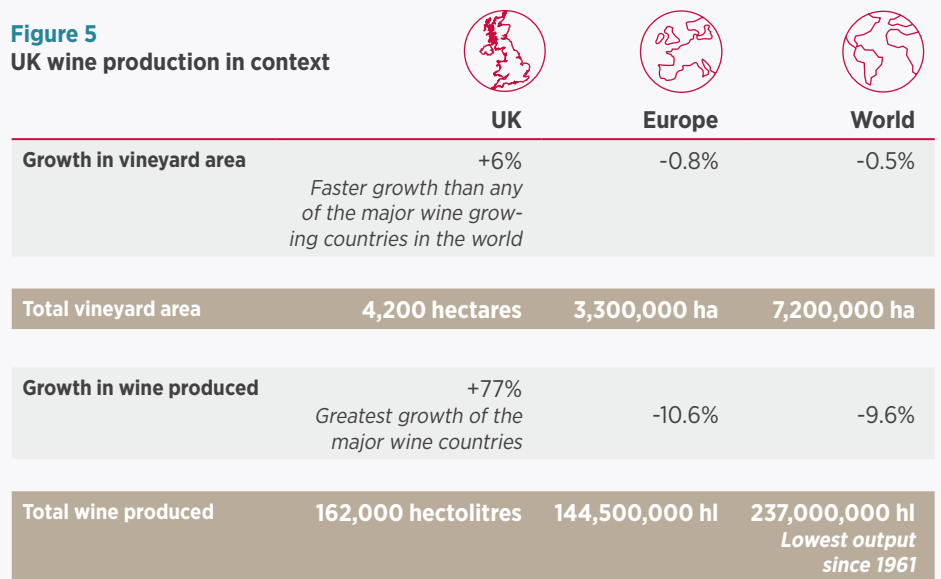 Figure 5
UK wine production in context
UK Europe World
Growth in vineyard area +6% -0.8% -0.5%
Faster growth than any
of the major wine grow-
ing countries in the world
Total vineyard area 4,200 hectares 3,300,000 ha 7,200,000 ha
Growth in wine produced +77%
Greatest growth of the -10.6% -9.6%
major wine countries
Total wine produced 162,000 hectolitres 144,500,000 hl 237,000,000 hl
Lowest output
since 1961